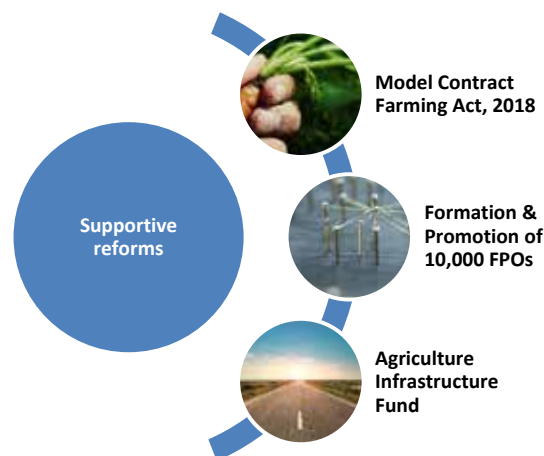 Supportive
reforms
Model Contract
Farming Act, 2018
Formation &
Promotion of
10,000 FPOs
Agriculture
Infrastructure
Fund